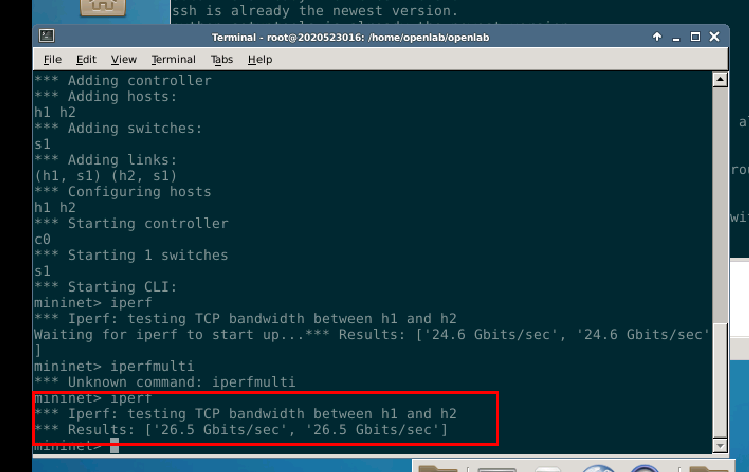 ssh is already the newest version.
Terminal - root@2020523016: /home/openlab/openlab
File Edit View Terminal Tabs Help
*** Adding controller
*** Adding hosts:
h1 h2
*** Adding switches:
s1
*** Adding links:
(h1, s1) (h2, s1)
*** Configuring hosts
h1 h2
*** Starting controller
c0
*** Starting 1 switches
s1
*** Starting CLI:
mininet> iperf
*** Iperf: testing TCP bandwidth between h1 and h2
Waiting for iperf to start up...*** Results: ['24.6 Gbits/sec', '24.6 Gbits/sec'
]
mininet> iperfmulti
*** Unknown command: iperfmulti
mininet> iperf
*** Iperf: testing TCP bandwidth between h1 and h2
*** Results: ['26.5 Gbits/sec', '26.5 Gbits/sec']
mininet>